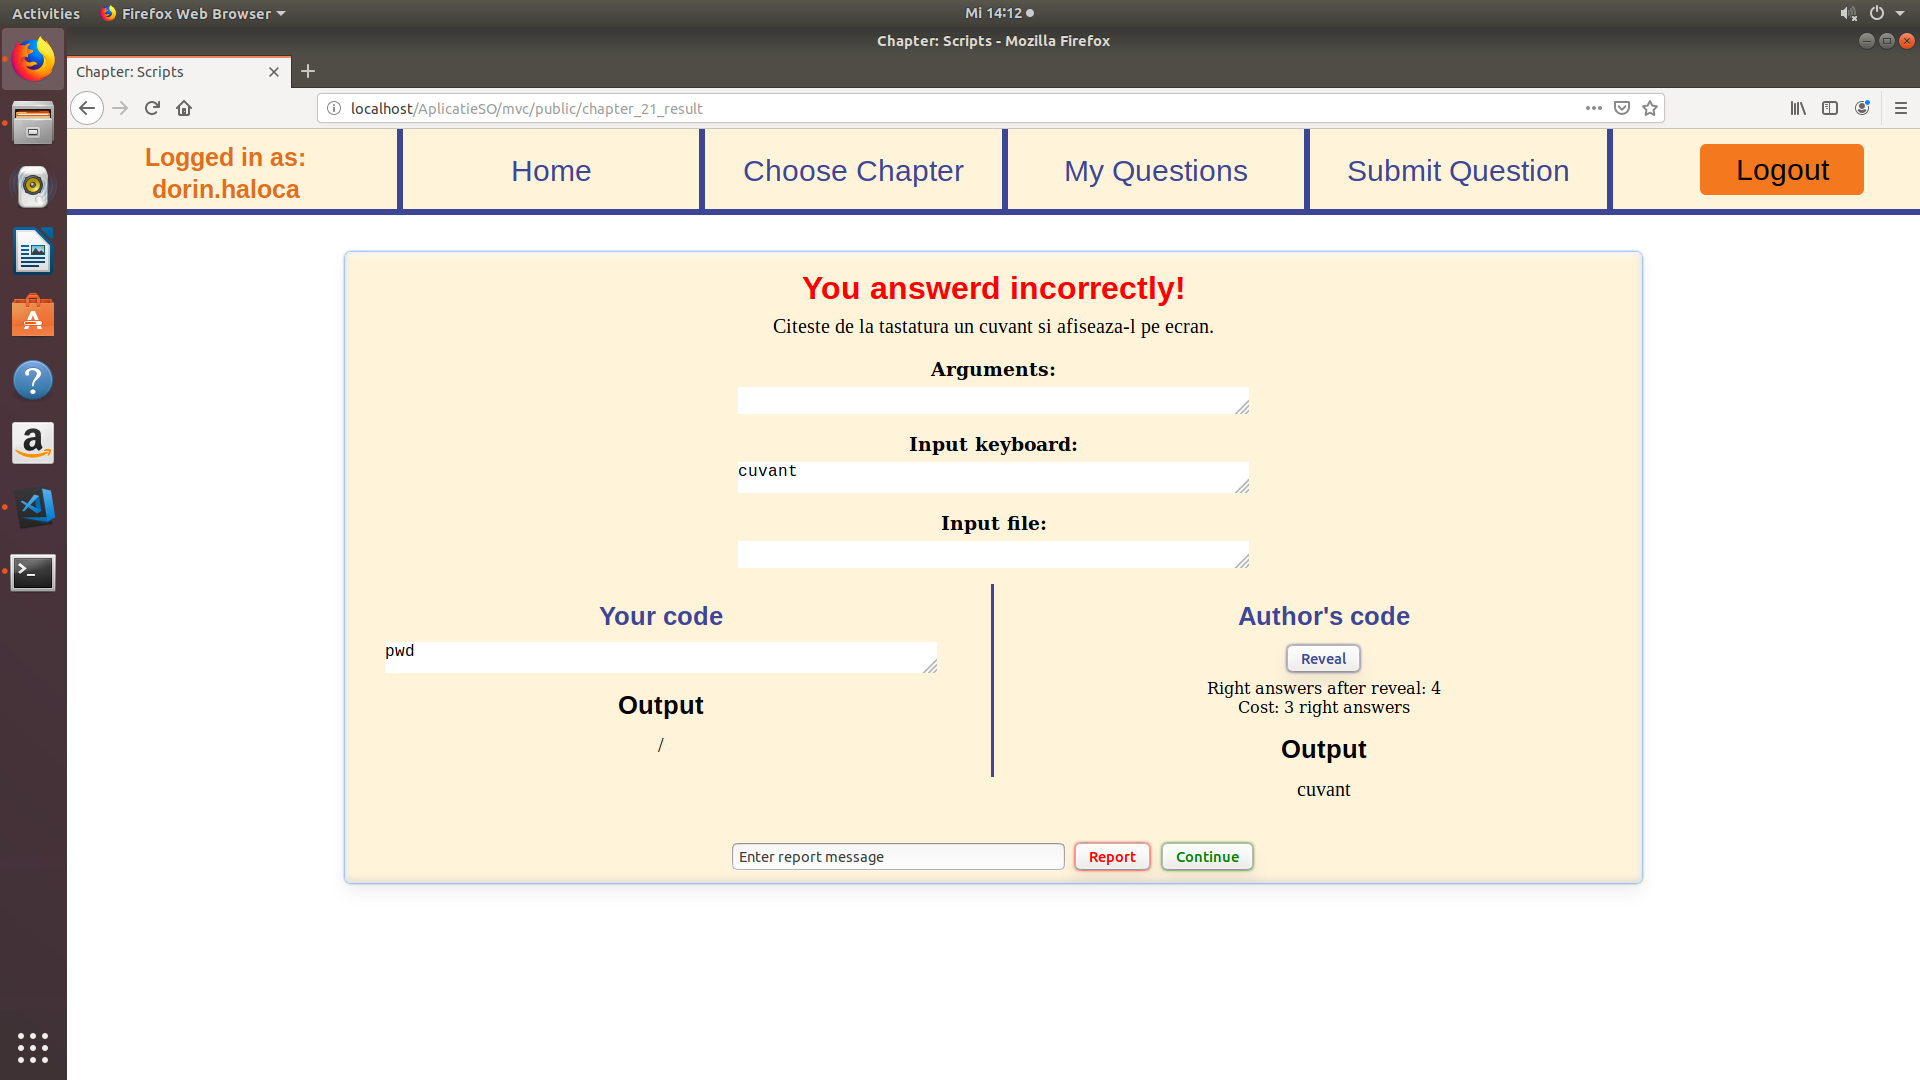 Activities
Firefox Web Browser
Mi 14:12
Chapter: Scripts - Mozilla Firefox
Chapter: Scripts
localhost/AplicatieSO/mvc/public/chapter_21_result
Logged in as:
dorin.haloca
Home
Choose Chapter
My Questions
Submit Question
Logout
You answerd incorrectly!
Citeste de la tastatura un cuvant si afiseaza-l pe ecran.
Arguments:
Input keyboard:
cuvant
Input file:
Your code
pwd
Output
/
Author's code
Reveal
Right answers after reveal: 4
Cost: 3 right answers
Output
cuvant
Enter report message
Report
Continue